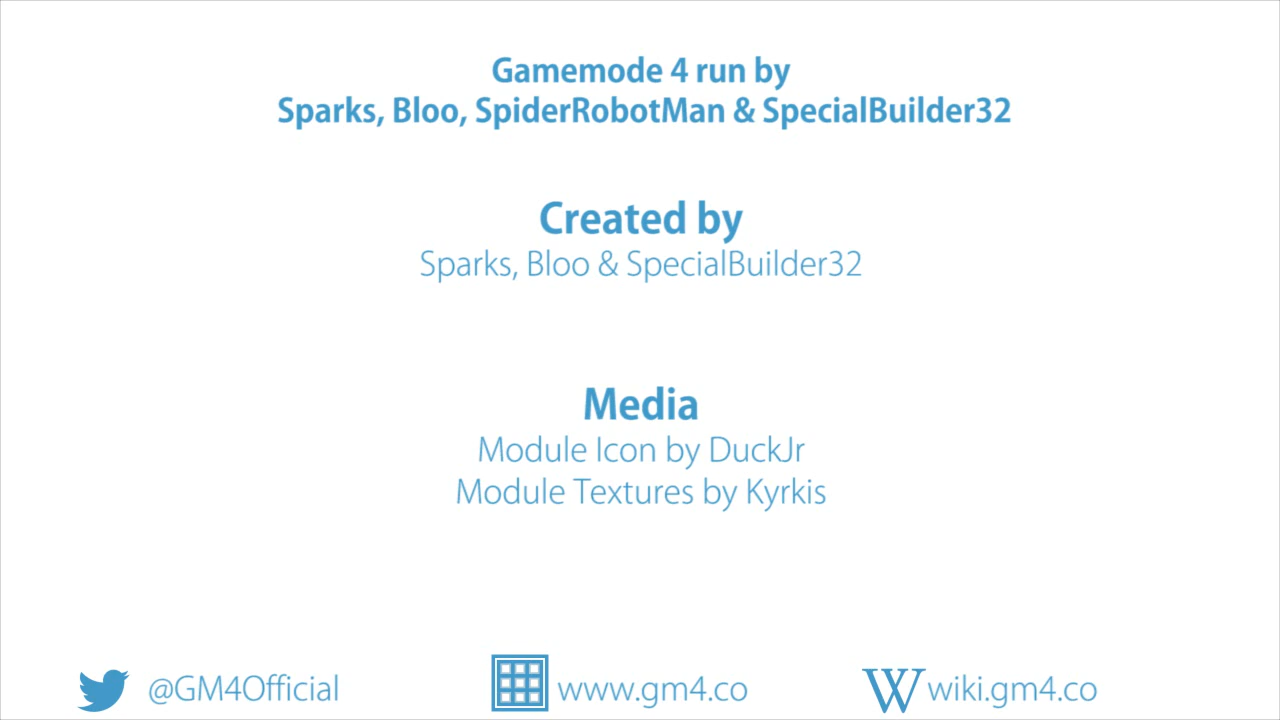 Gamemode 4 run by
Sparks, Bloo, SpiderRobotMan & SpecialBuilder32
Created by
Sparks, Bloo & SpecialBuilder32
Media
Module Icon by DuckJr
Module Textures by Kyrkis
@GM4Official www.gm4.co W wiki.gm4.co